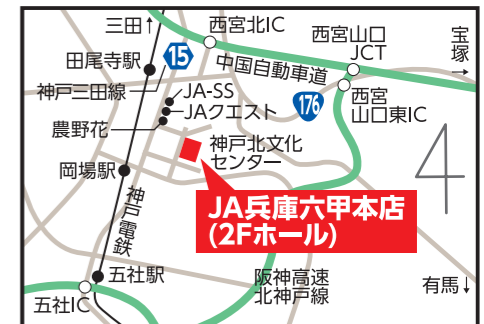 三田↑
西宮北IC
西宮山口
JCT
宝塚
→
田尾寺駅
15
中国自動車道
神戸三田線
JA-SS
JAクエスト
農野花
176
西宮
山口東IC
神戸北文化
センター
4
岡場駅
JA兵庫六甲本店
(2Fホール)
神戸電鉄
五社駅
阪神高速
北神戸線
有馬↓
五社IC